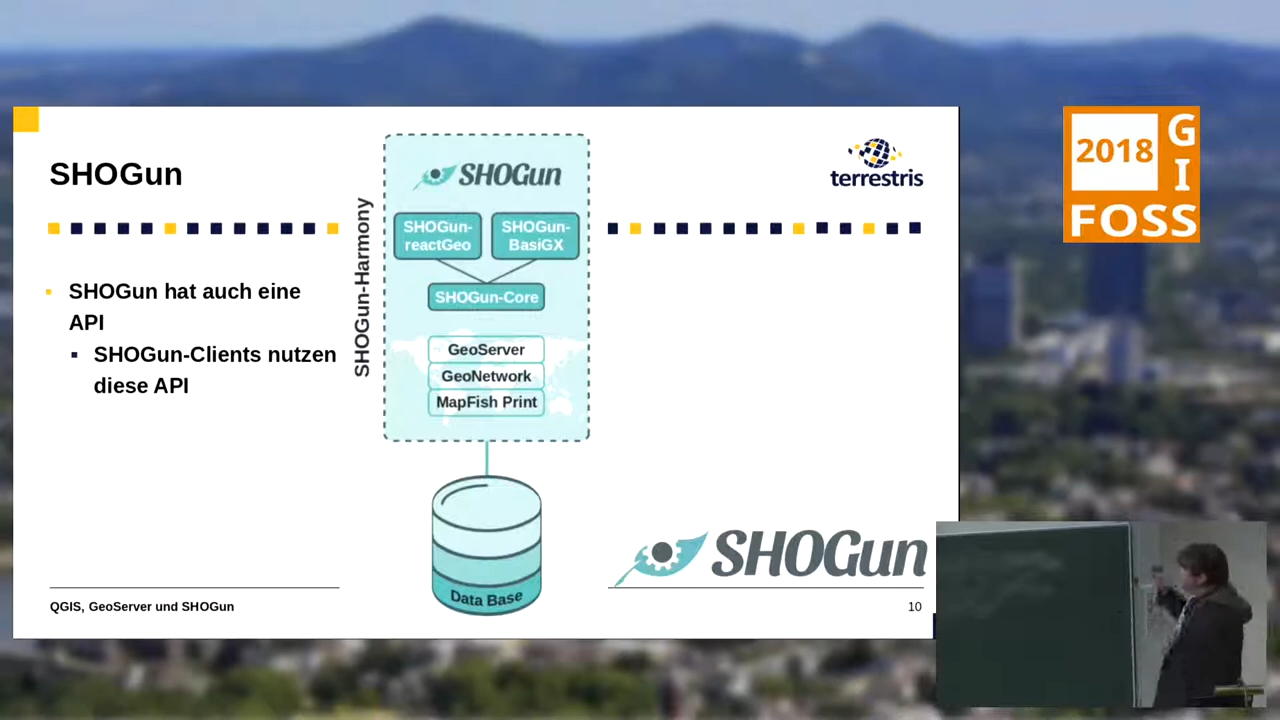 SHOGun
terrestris
SHOGun hat auch eine
API
SHOGun-Clients nutzen
diese API
SHOGun-Harmony
SHOGun
SHOGun-
reactGeo
SHOGun-
BasiGX
SHOGun-Core
GeoServer
GeoNetwork
MapFish Print
Data Base
SHOGun
QGIS, GeoServer und SHOGun
10
2018
GI
FOSS